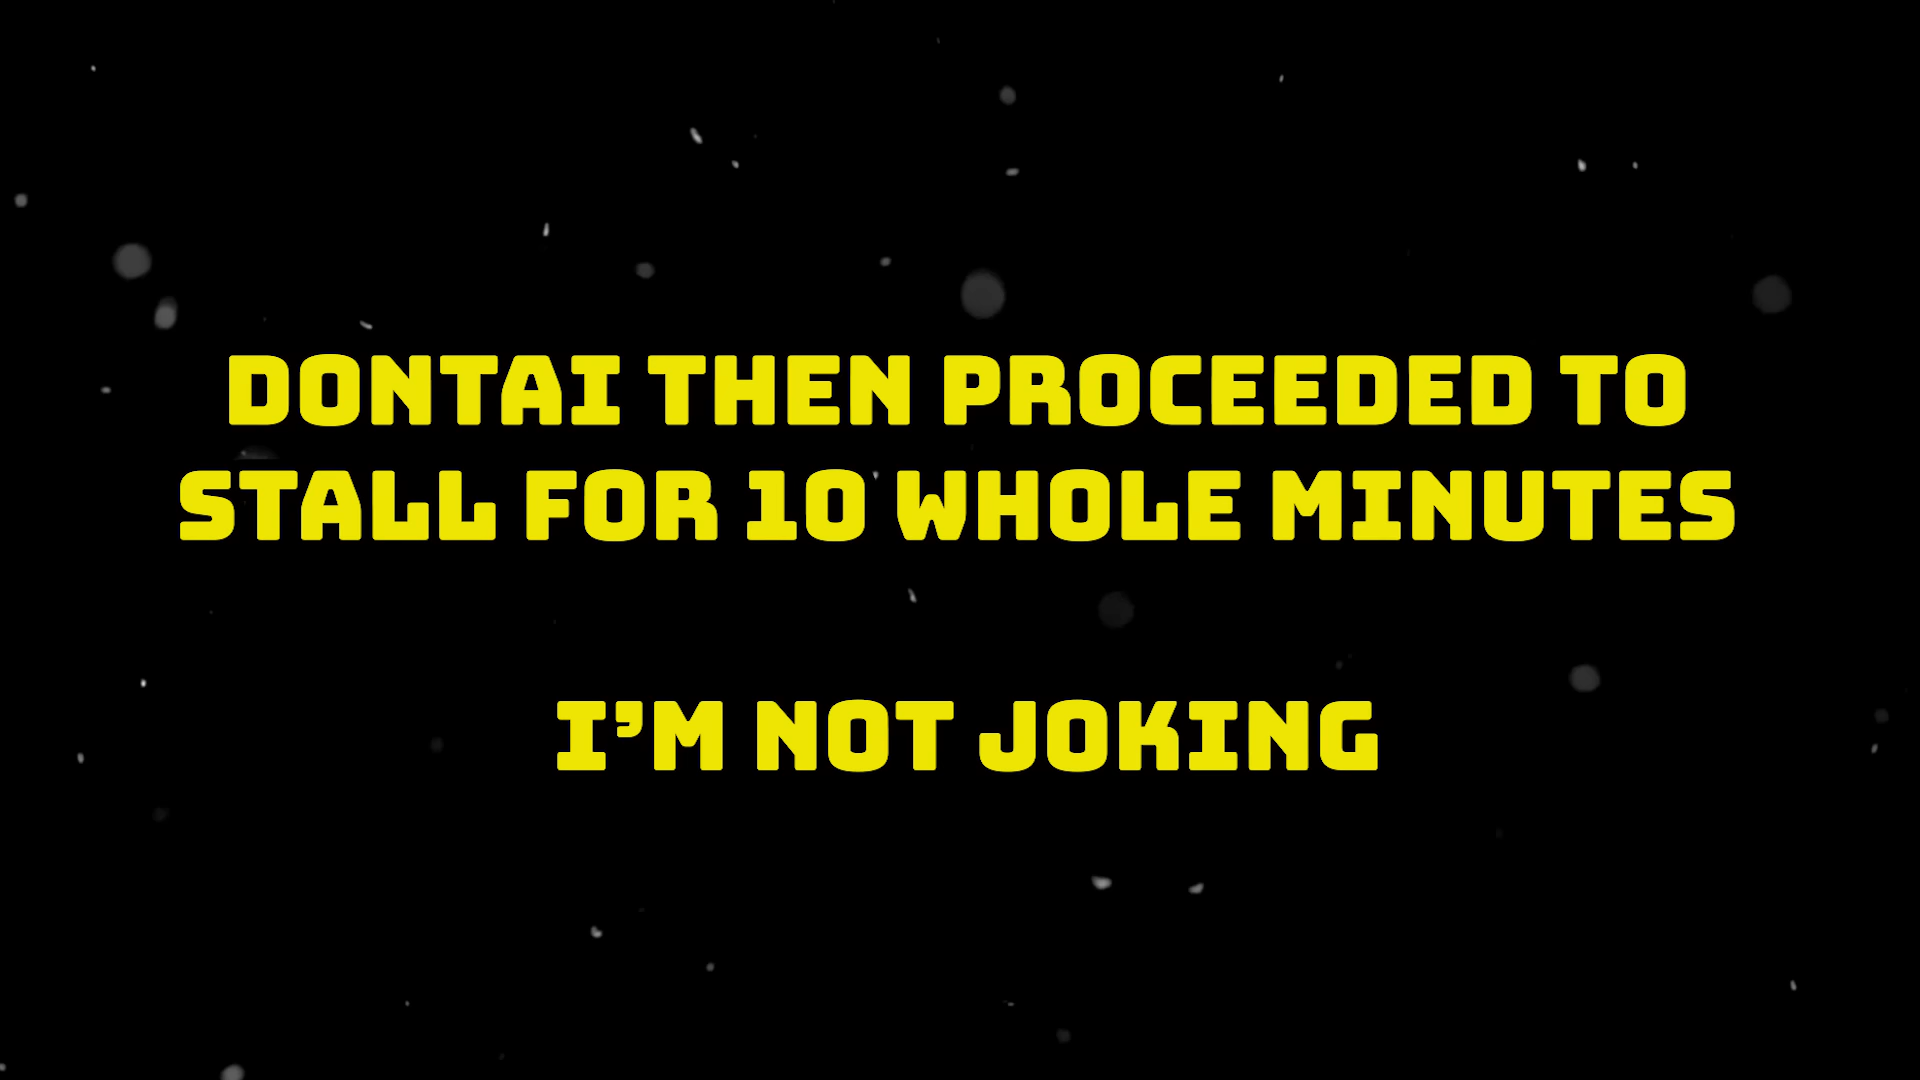 DONTAI THEN PROCEEDED TO
STALL FOR 10 WHOLE MINUTES
I'M NOT JOKING